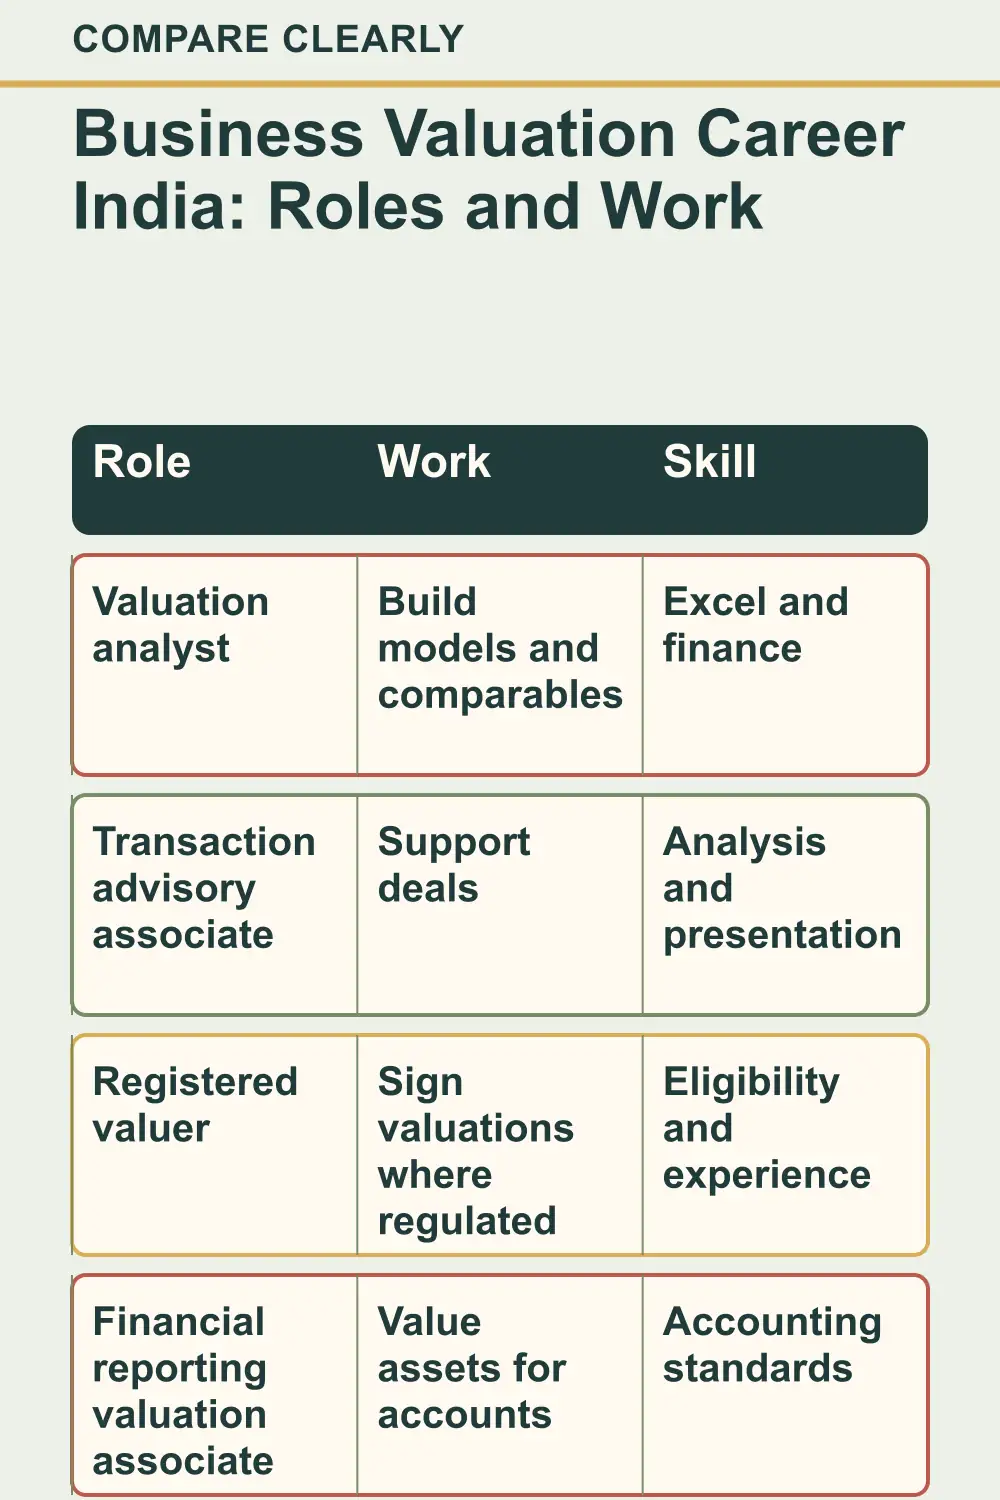 COMPARE CLEARLY
Business Valuation Career
India: Roles and Work
Role Work Skill
Valuation
analyst
Build
models and
comparables
Excel and
finance
Transaction
advisory
associate
Support
deals
Analysis
and
presentation
Registered
valuer
Sign
valuations
where
regulated
Eligibility
and
experience
Financial
reporting
valuation
associate
Value
assets for
accounts
Accounting
standards